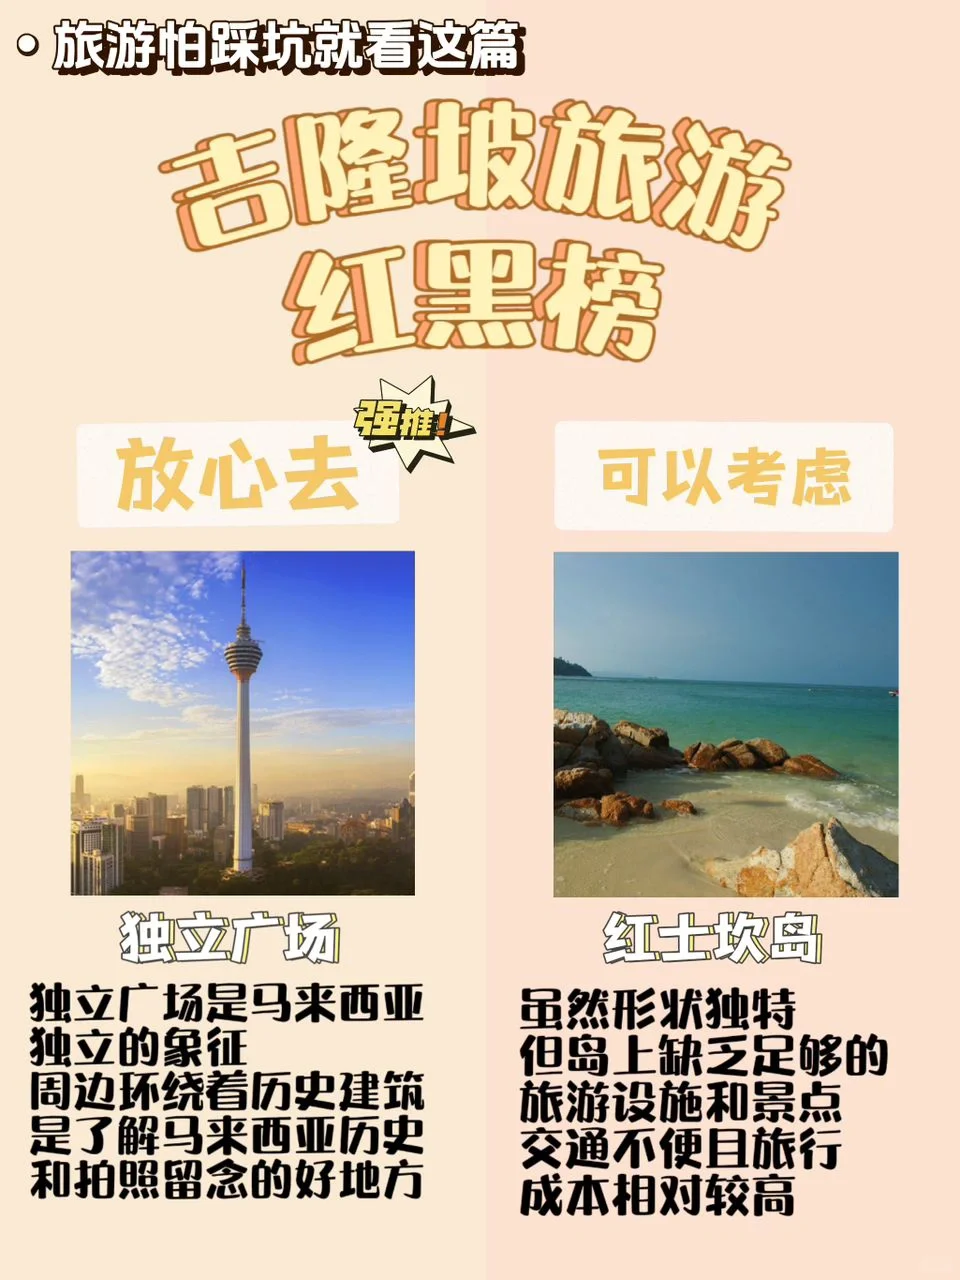 旅游怕踩坑就看这篇
吉隆坡旅游
红黑榜
强推!
放心去
可以考虑
独立广场
红土坎岛
独立广场是马来西亚
独立的象征
周边环绕着历史建筑
是了解马来西亚历史
和拍照留念的好地方
虽然形状独特
但岛上缺乏足够的
旅游设施和景点
交通不便且旅行
成本相对较高